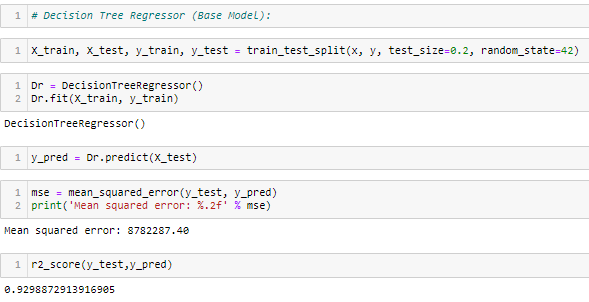 1 # Decision Tree Regressor (Base Model):
1 X_train, X_test, y_train, y_test = train_test_split(x, y, test_size=0.2, random_state=42)
1 Dr = DecisionTreeRegressor()
2 Dr.fit(X_train, y_train)
DecisionTreeRegressor()
1 y_pred = Dr.predict(X_test)
1 mse = mean_squared_error(y_test, y_pred)
2 print('Mean squared error: %.2f' % mse)
Mean squared error: 8782287.40
1 r2_score(y_test,y_pred)
0.9298872913916905